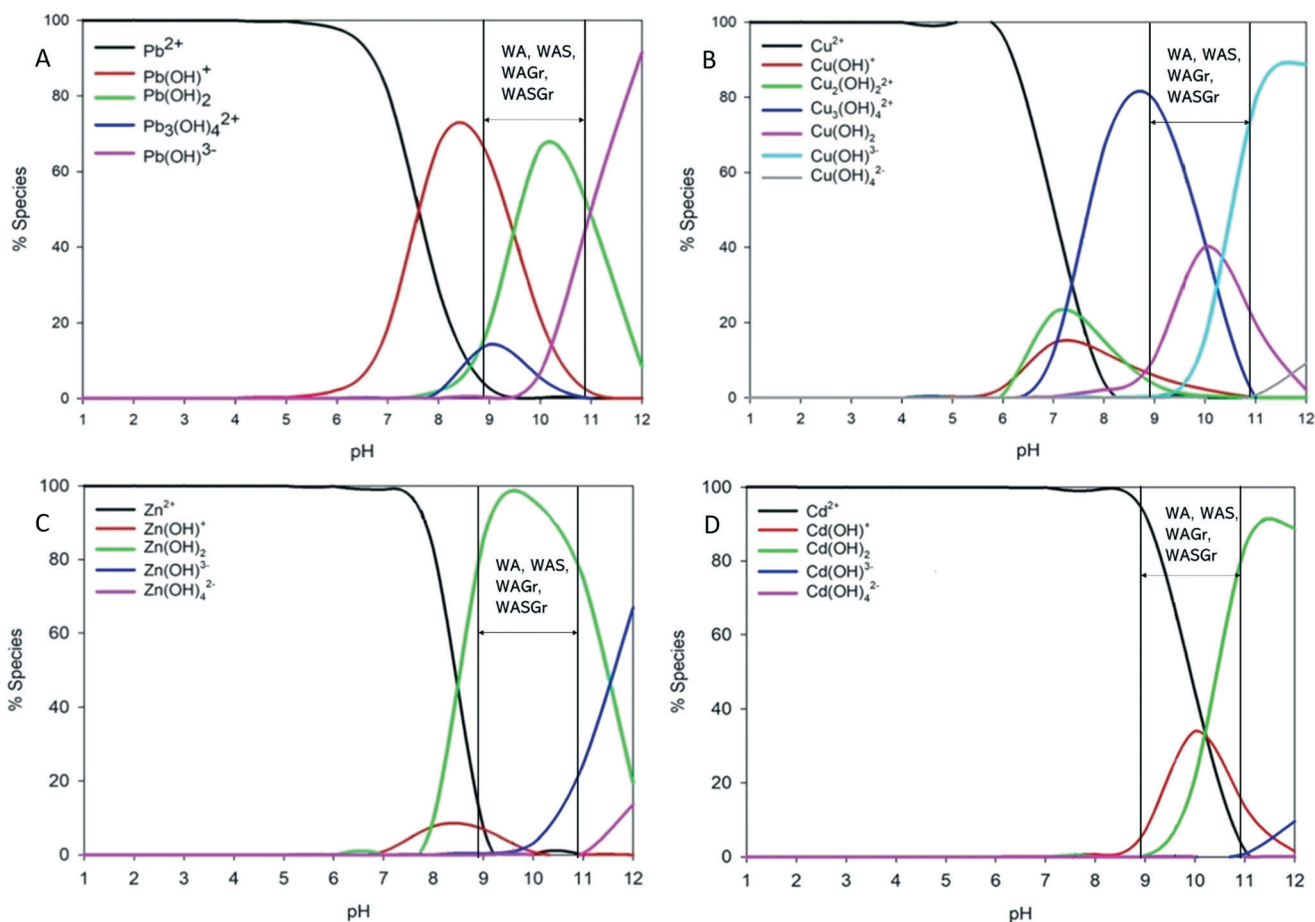 A
Pb²⁺
Pb(OH)⁺
Pb(OH)₂
Pb₃(OH)₄²⁺
Pb(OH)³⁻
WA, WAS,
WAGr,
WASGr
100
80
60
40
20
0
% Species
1 2 3 4 5 6 7 8 9 10 11 12
pH
B
Cu²⁺
Cu(OH)⁺
Cu₂(OH)₂²⁺
Cu₃(OH)₄²⁺
Cu(OH)₂
Cu(OH)³⁻
Cu(OH)₄²⁻
WA, WAS,
WAGr,
WASGr
100
80
60
40
20
0
% Species
1 2 3 4 5 6 7 8 9 10 11 12
pH
C
Zn²⁺
Zn(OH)⁺
Zn(OH)₂
Zn(OH)³⁻
Zn(OH)₄²⁻
WA, WAS,
WAGr,
WASGr
100
80
60
40
20
0
% Species
1 2 3 4 5 6 7 8 9 10 11 12
pH
D
Cd²⁺
Cd(OH)⁺
Cd(OH)₂
Cd(OH)³⁻
Cd(OH)₄²⁻
WA, WAS,
WAGr,
WASGr
100
80
60
40
20
0
% Species
1 2 3 4 5 6 7 8 9 10 11 12
pH